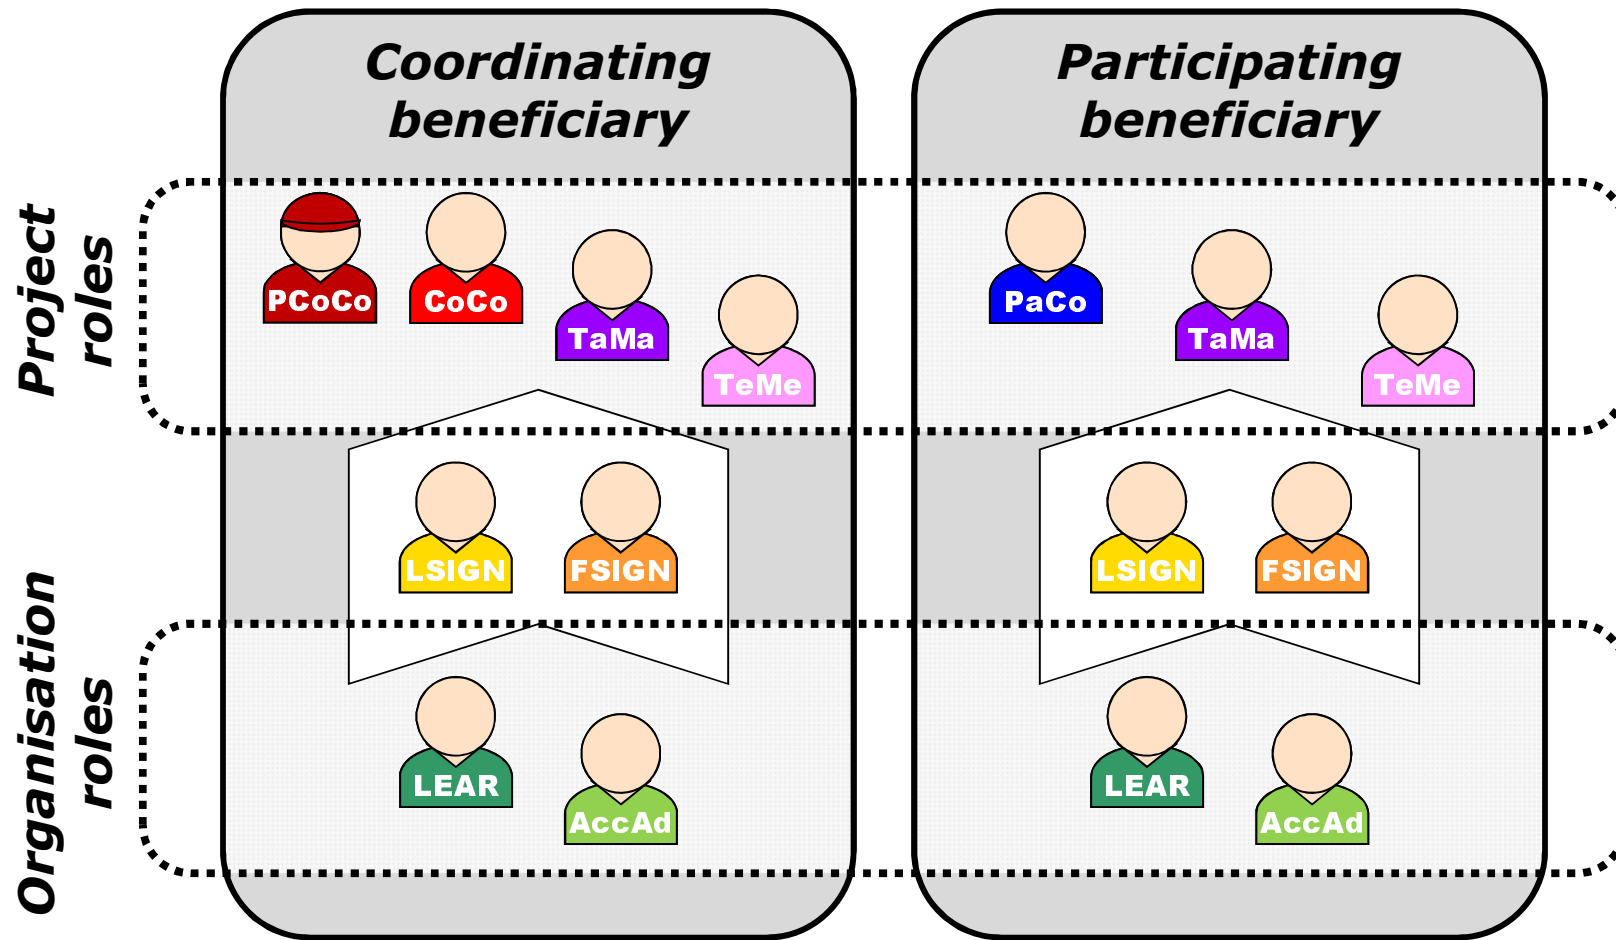 Coordinating
beneficiary
Participating
beneficiary
Project
roles
PCoCo
CoCo
TaMa
TeMe
PaCo
TaMa
TeMe
LSIGN
FSIGN
LSIGN
FSIGN
Organisation
roles
LEAR
AccAd
LEAR
AccAd